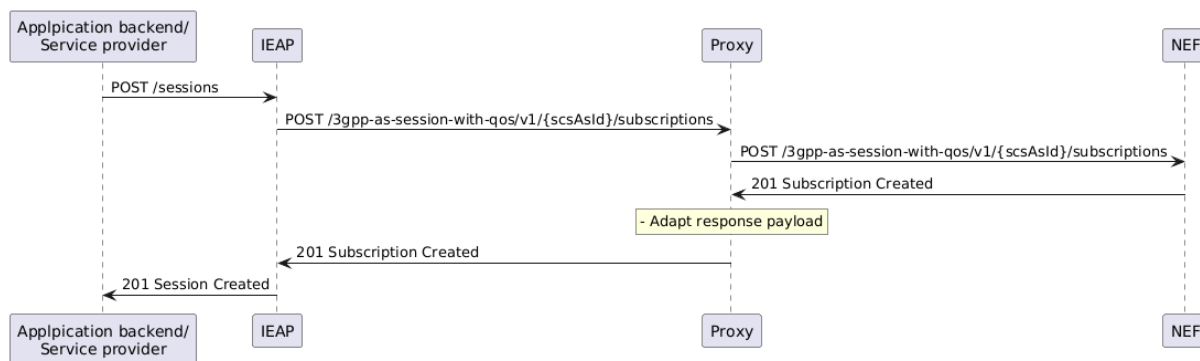 Applpication backend/
Service provider
IEAP
Proxy
NEF
POST /sessions
POST /3gpp-as-session-with-qos/v1/{scsAsId}/subscriptions
POST /3gpp-as-session-with-qos/v1/{scsAsId}/subscriptions
201 Subscription Created
- Adapt response payload
201 Subscription Created
201 Session Created
Applpication backend/
Service provider
IEAP
Proxy
NEF